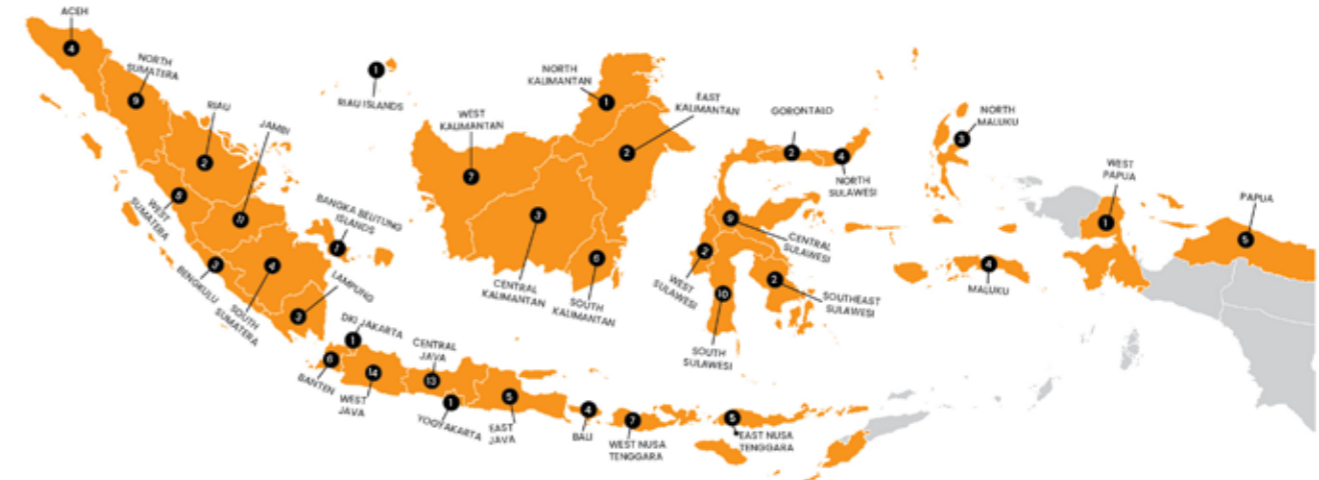 ACEH
4
NORTH
SUMATERA
9
RIAU
2
JAMBI
11
RIAU ISLANDS
1
WEST
SUMATERA
5
BANGKA BELITUNG
ISLANDS
1
BENGKULU
3
SOUTH
SUMATERA
4
LAMPUNG
3
DKI JAKARTA
1
BANTEN
6
WEST
JAVA
14
CENTRAL
JAVA
13
YOGYAKARTA
1
EAST
JAVA
5
BALI
4
WEST NUSA
TENGGARA
7
EAST NUSA
TENGGARA
5
WEST
KALIMANTAN
7
NORTH
KALIMANTAN
1
EAST
KALIMANTAN
2
CENTRAL
KALIMANTAN
3
SOUTH
KALIMANTAN
6
GORONTALO
2
NORTH
SULAWESI
4
CENTRAL
SULAWESI
9
WEST
SULAWESI
2
SOUTH
SULAWESI
10
SOUTHEAST
SULAWESI
2
NORTH
MALUKU
3
MALUKU
4
WEST
PAPUA
1
PAPUA
5